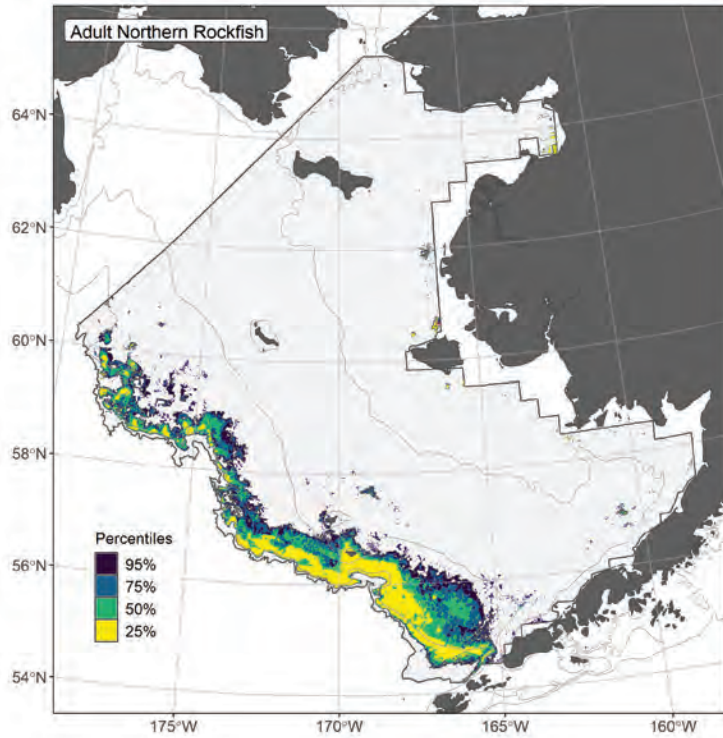 Adult Northern Rockfish
64°N
62°N
60°N
58°N
56°N
54°N
Percentiles
95%
75%
50%
25%
175°W
170°W
165°W
160°W